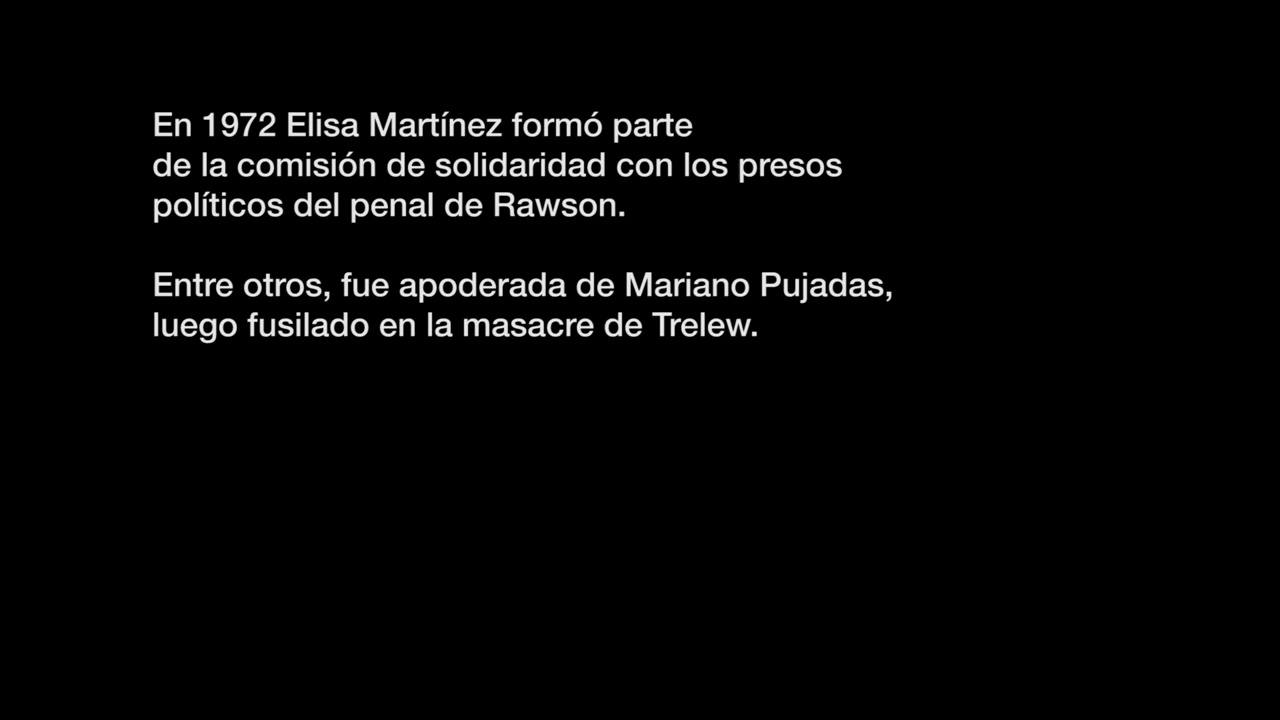 En 1972 Elisa Martínez formó parte
de la comisión de solidaridad con los presos
políticos del penal de Rawson.
Entre otros, fue apoderada de Mariano Pujadas,
luego fusilado en la masacre de Trelew.